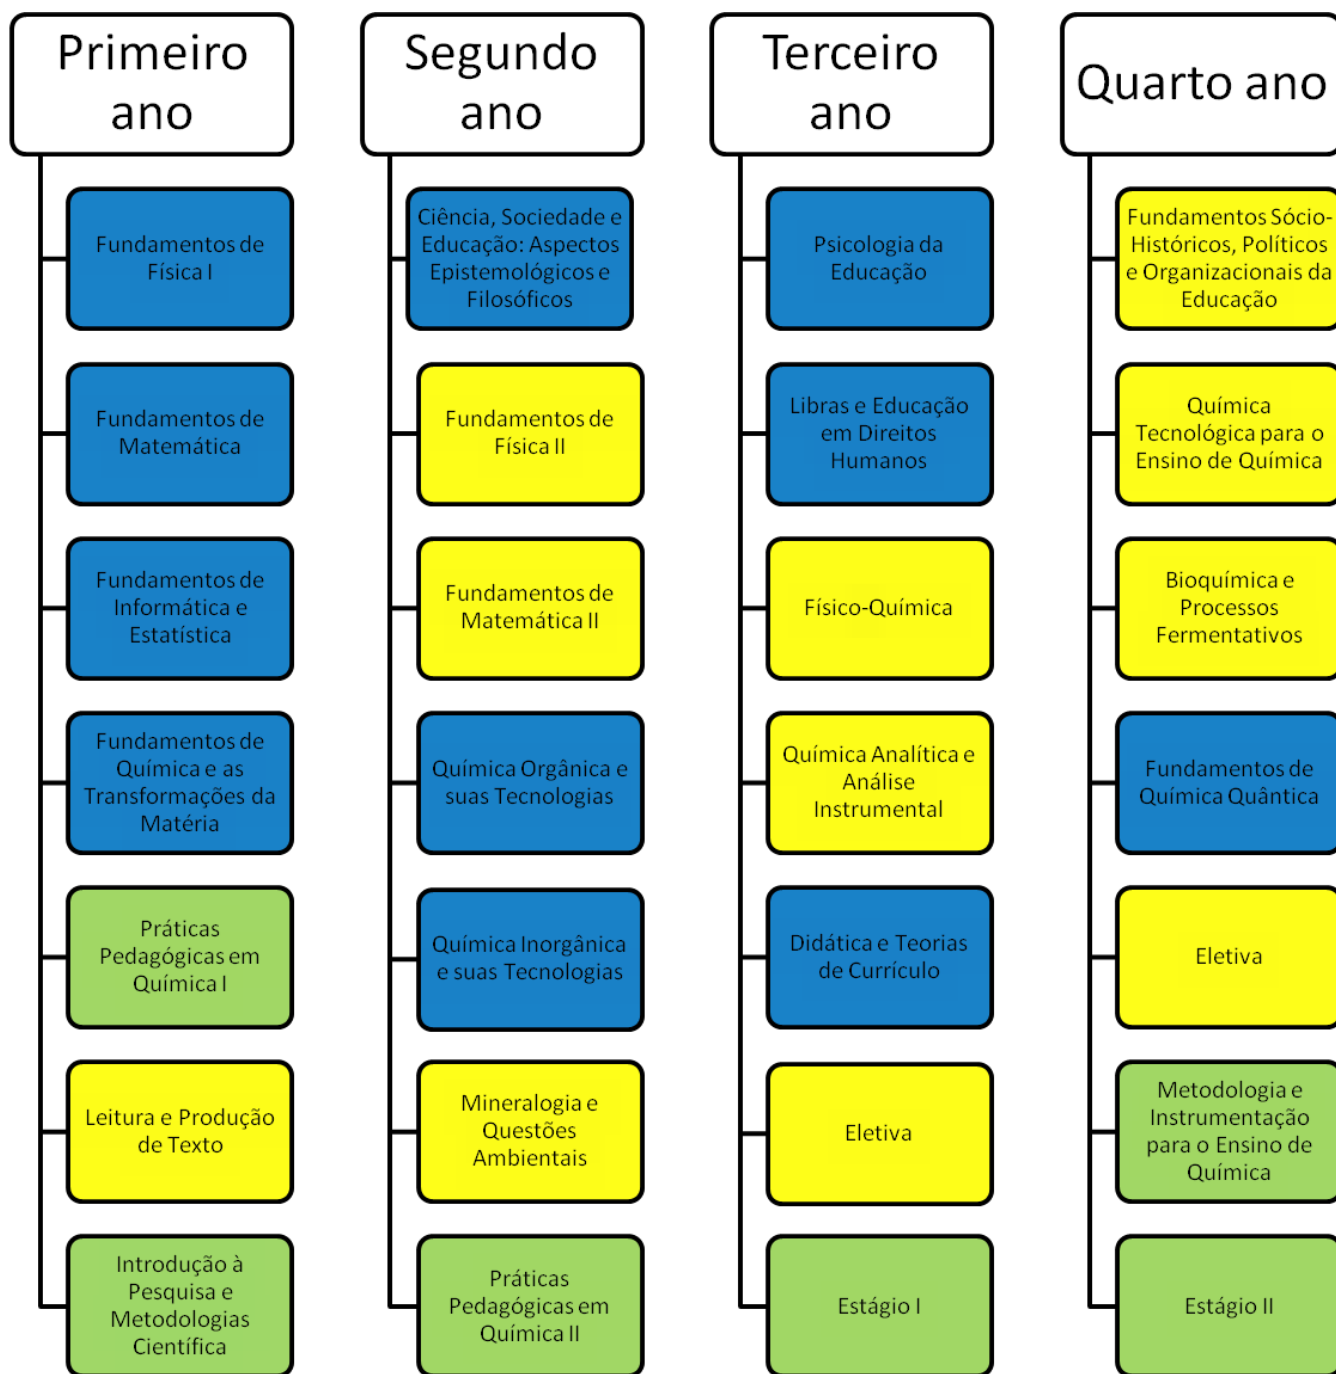 Primeiro
ano
Fundamentos de
Física I
Fundamentos de
Matemática
Fundamentos de
Informática e
Estatística
Fundamentos de
Química e as
Transformações da
Matéria
Práticas
Pedagógicas em
Química I
Leitura e Produção
de Texto
Introdução à
Pesquisa e
Metodologias
Científica
Segundo
ano
Ciência, Sociedade e
Educação: Aspectos
Epistemológicos e
Filosóficos
Fundamentos de
Física II
Fundamentos de
Matemática II
Química Orgânica e
suas Tecnologias
Química Inorgânica
e suas Tecnologias
Mineralogia e
Questões
Ambientais
Práticas
Pedagógicas em
Química II
Terceiro
ano
Psicologia da
Educação
Libras e Educação
em Direitos
Humanos
Físico-Química
Química Analítica e
Análise
Instrumental
Didática e Teorias
de Currículo
Eletiva
Estágio I
Quarto ano
Fundamentos Sócio-
Históricos, Políticos
e Organizacionais da
Educação
Química
Tecnológica para o
Ensino de Química
Bioquímica e
Processos
Fermentativos
Fundamentos de
Química Quântica
Eletiva
Metodologia e
Instrumentação
para o Ensino de
Química
Estágio II